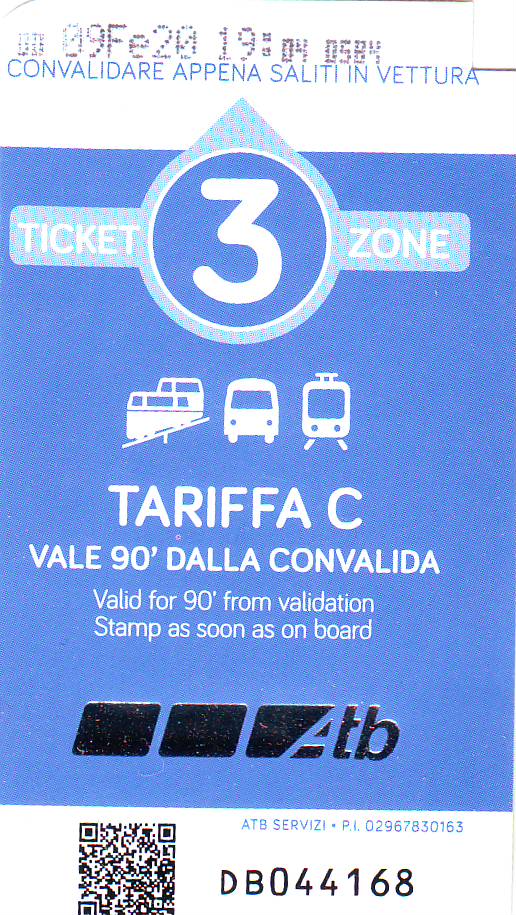 09Fe20 19:04 0584
CONVALIDARE APPENA SALITI IN VETTURA
TICKET 3 ZONE
TARIFFA C
VALE 90' DALLA CONVALIDA
Valid for 90' from validation
Stamp as soon as on board
Atb
ATB SERVIZI • P.I. 02967830163
DB044168